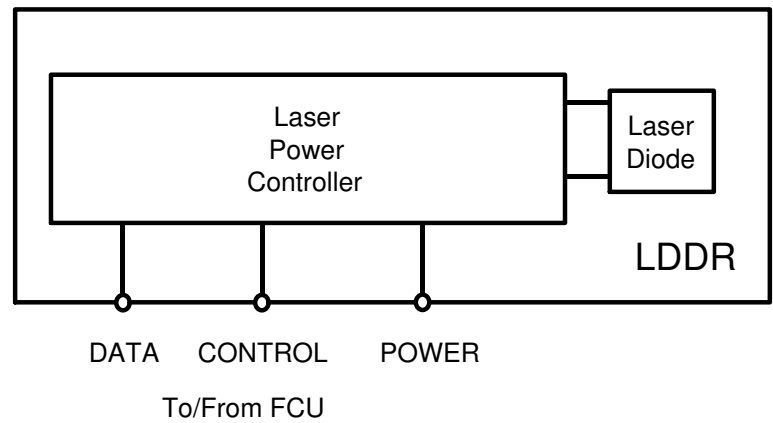 Laser
Power
Controller
Laser
Diode
LDDR
DATA CONTROL POWER
To/From FCU